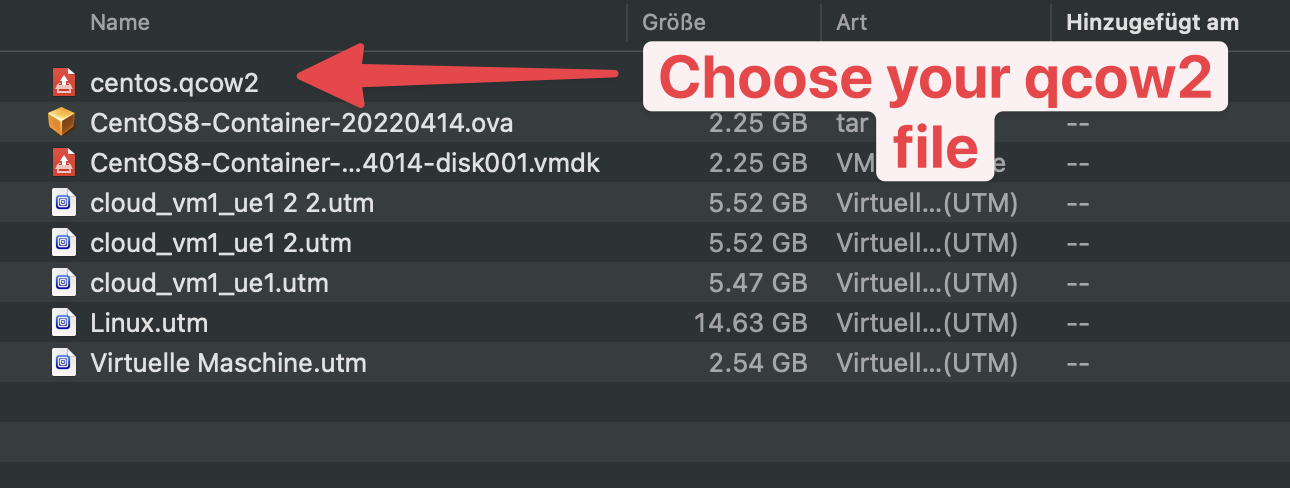 Name Größe Art Hinzugefügt am
centos.qcow2
Choose your qcow2
file
CentOS8-Container-20220414.ova 2.25 GB tar --
CentOS8-Container-...4014-disk001.vmdk 2.25 GB --
cloud_vm1_ue1 2 2.utm 5.52 GB Virtuell...(UTM) --
cloud_vm1_ue1 2.utm 5.52 GB Virtuell...(UTM) --
cloud_vm1_ue1.utm 5.47 GB Virtuell...(UTM) --
Linux.utm 14.63 GB Virtuell...(UTM) --
Virtuelle Maschine.utm 2.54 GB Virtuell...(UTM) --